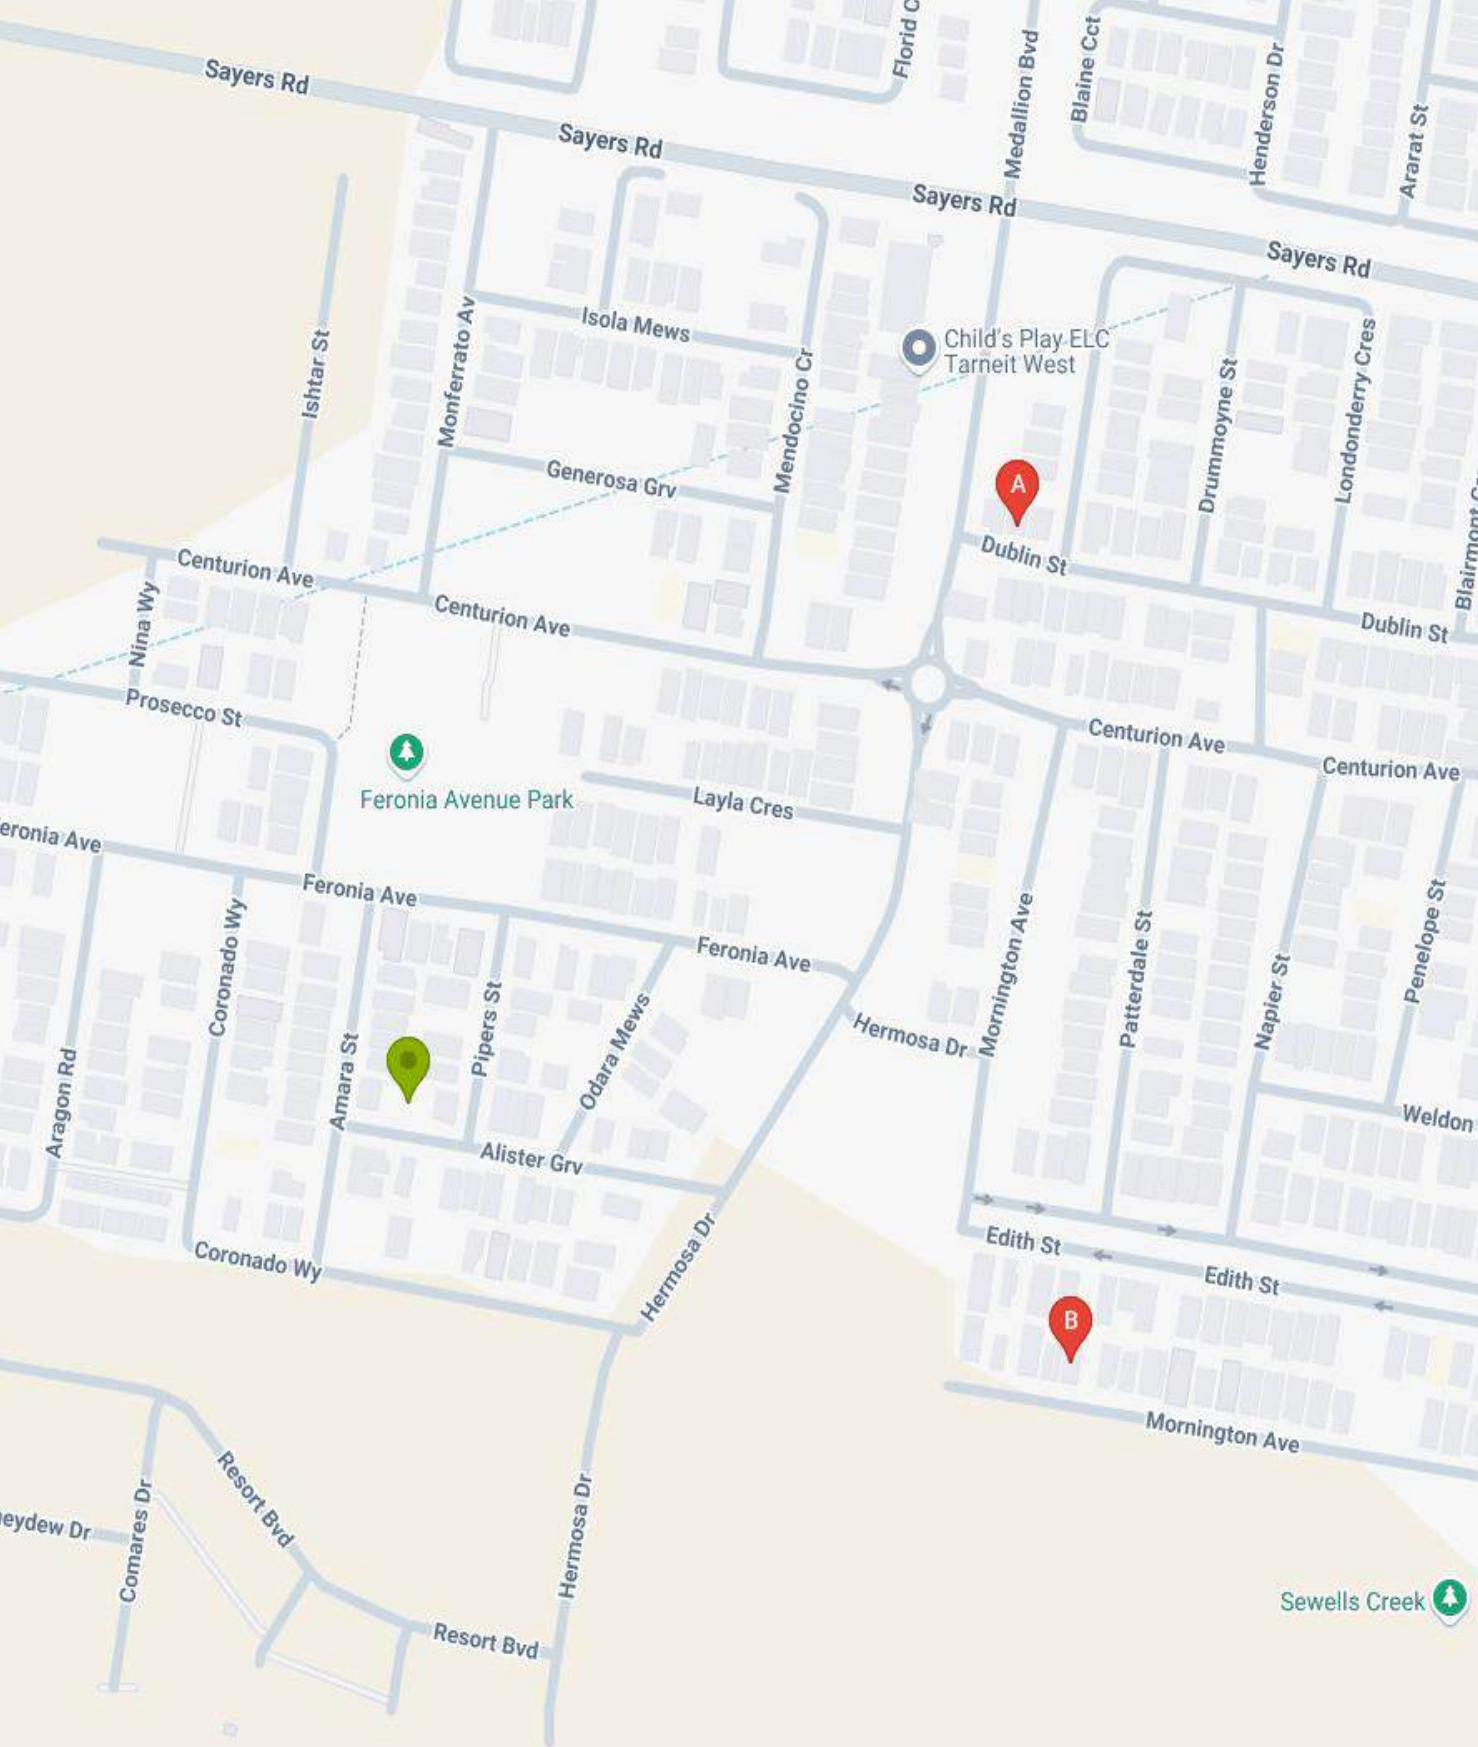 Florid C
Medallion Bvd
Blaine Cct
Henderson Dr
Ararat St
Sayers Rd
Sayers Rd
Sayers Rd
Sayers Rd
Ishtar St
Monferrato Av
Isola Mews
Mendocino Cr
Child's Play ELC
Tarneit West
Drummoyne St
Londonderry Cres
Generosa Grv
A
Dublin St
Centurion Ave
Nina Wy
Centurion Ave
Dublin St
Prosecco St
Centurion Ave
Centurion Ave
Feronia Avenue Park
Layla Cres
eronia Ave
Feronia Ave
Coronado Wy
Mornington Ave
Patterdale St
Napier St
Penelope St
Feronia Ave
Pipers St
Odara Mews
Hermosa Dr
Aragon Rd
Amara St
Weldon
Alister Grv
Coronado Wy
Hermosa Dr
Edith St
Edith St
B
Mornington Ave
Resort Bvd
eydew Dr
Comares Dr
Hermosa Dr
Resort Bvd
Sewells Creek